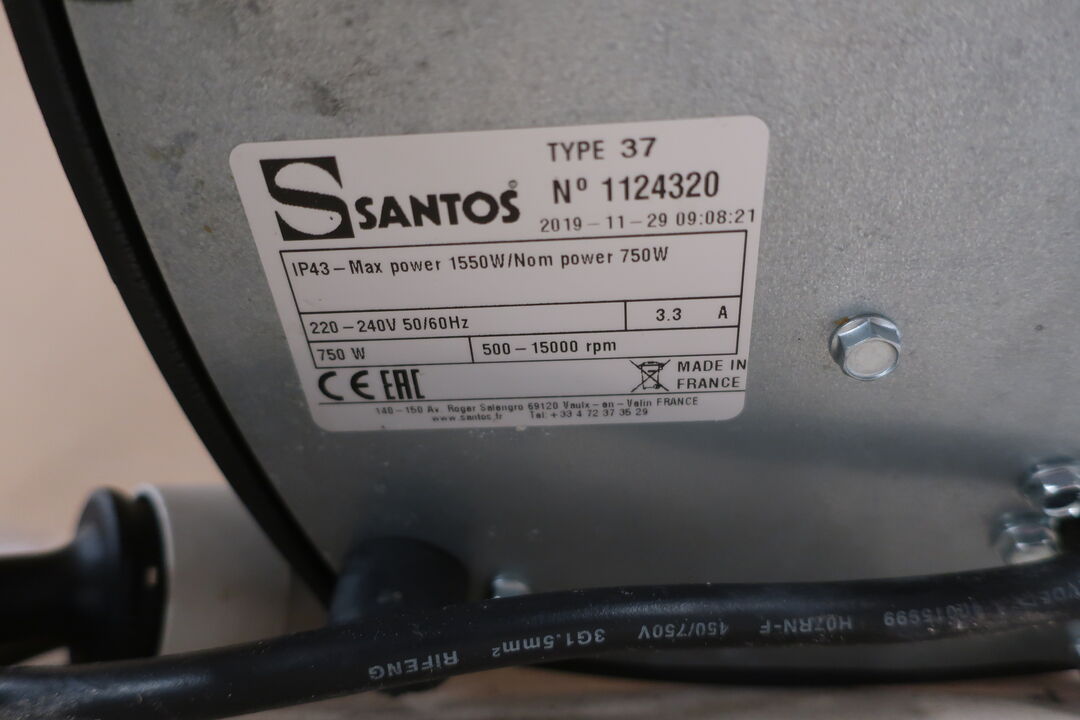 TYPE 37
SANTOS®
Nº 1124320
2019-11-29 09:08:21
IP43-Max power 1550W/Nom power 750W
220-240V 50/60Hz
3.3 A
750 W
500-15000 rpm
CE EAC
MADE IN
FRANCE
140-150 Av. Roger Salengro 69120 Vaulx-en-Velin FRANCE
www.santos.fr Tel: +33 4 72 37 35 29
RIFENG 3G1.5mm² 450/750V H07RN-F